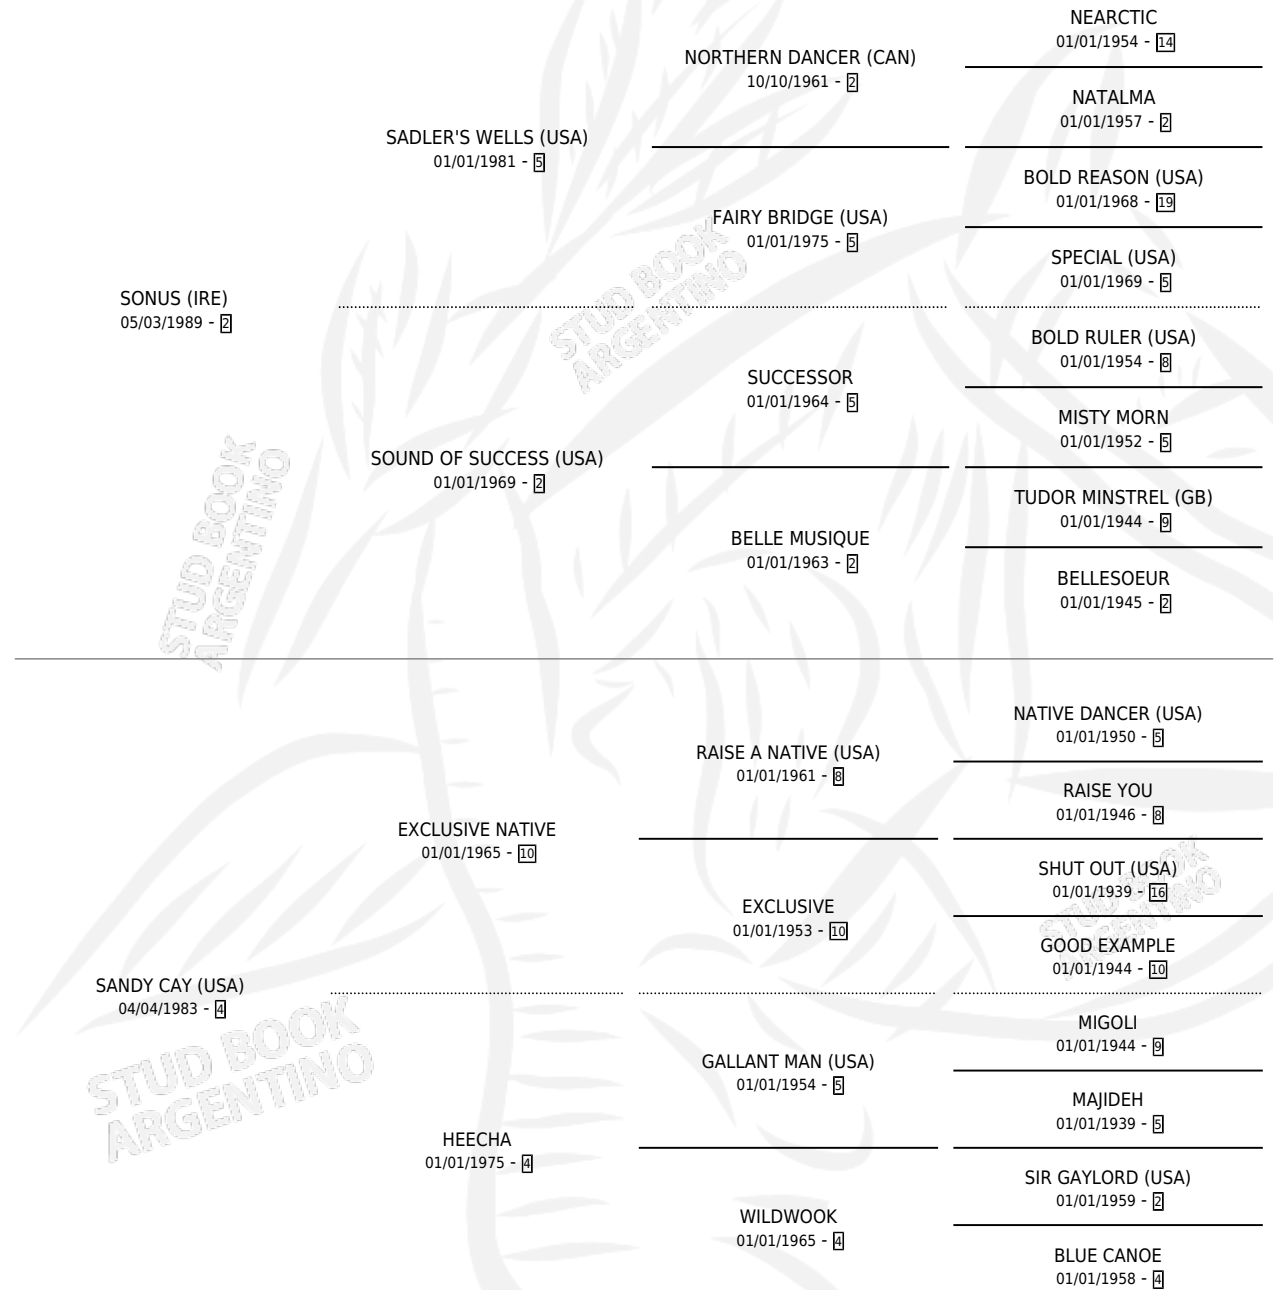 NEARCTIC
01/01/1954 - 14
NORTHERN DANCER (CAN)
10/10/1961 - 2
NATALMA
01/01/1957 - 2
SADLER'S WELLS (USA)
01/01/1981 - 5
BOLD REASON (USA)
01/01/1968 - 19
FAIRY BRIDGE (USA)
01/01/1975 - 5
SPECIAL (USA)
01/01/1969 - 5
SONUS (IRE)
05/03/1989 - 2
STUD BOOK
ARGENTINO
BOLD RULER (USA)
01/01/1954 - 8
SUCCESSOR
01/01/1964 - 5
MISTY MORN
01/01/1952 - 5
SOUND OF SUCCESS (USA)
01/01/1969 - 2
TUDOR MINSTREL (GB)
01/01/1944 - 9
BELLE MUSIQUE
01/01/1963 - 2
BELLESOEUR
01/01/1945 - 2
STUD BOOK
ARGENTINO
NATIVE DANCER (USA)
01/01/1950 - 5
RAISE A NATIVE (USA)
01/01/1961 - 8
RAISE YOU
01/01/1946 - 8
EXCLUSIVE NATIVE
01/01/1965 - 10
SHUT OUT (USA)
01/01/1939 - 16
EXCLUSIVE
01/01/1953 - 10
GOOD EXAMPLE
01/01/1944 - 10
STUD BOOK
ARGENTINO
SANDY CAY (USA)
04/04/1983 - 4
MIGOLI
01/01/1944 - 9
GALLANT MAN (USA)
01/01/1954 - 5
MAJIDEH
01/01/1939 - 5
STUD BOOK
ARGENTINO
HEECHA
01/01/1975 - 4
SIR GAYLORD (USA)
01/01/1959 - 2
WILDWOOK
01/01/1965 - 4
BLUE CANOE
01/01/1958 - 4